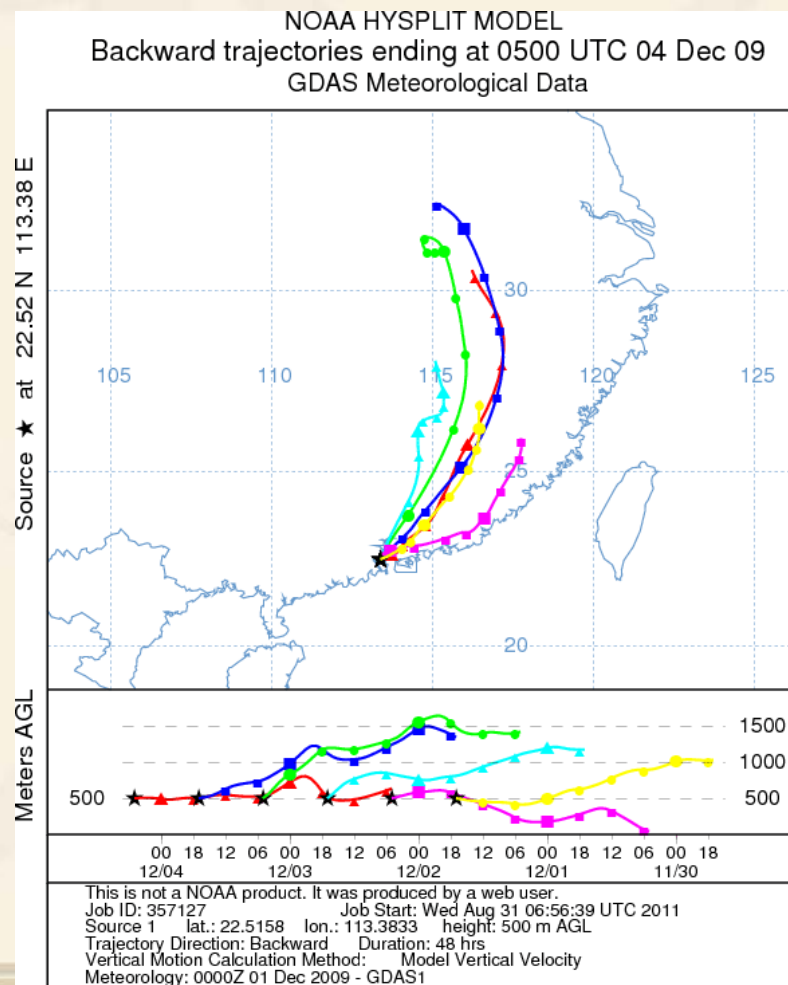 NOAA HYSPLIT MODEL
Backward trajectories ending at 0500 UTC 04 Dec 09
GDAS Meteorological Data
Source ★ at 22.52 N 113.38 E
30
105 110 115 120 125
25
20
Meters AGL
1500
1000
500 500
00 18 12 06 00 18 12 06 00 18 12 06 00 18 12 06 00 18
12/04 12/03 12/02 12/01 11/30
This is not a NOAA product. It was produced by a web user.
Job ID: 357127 Job Start: Wed Aug 31 06:56:39 UTC 2011
Source 1 lat.: 22.5158 lon.: 113.3833 height: 500 m AGL
Trajectory Direction: Backward Duration: 48 hrs
Vertical Motion Calculation Method: Model Vertical Velocity
Meteorology: 0000Z 01 Dec 2009 - GDAS1